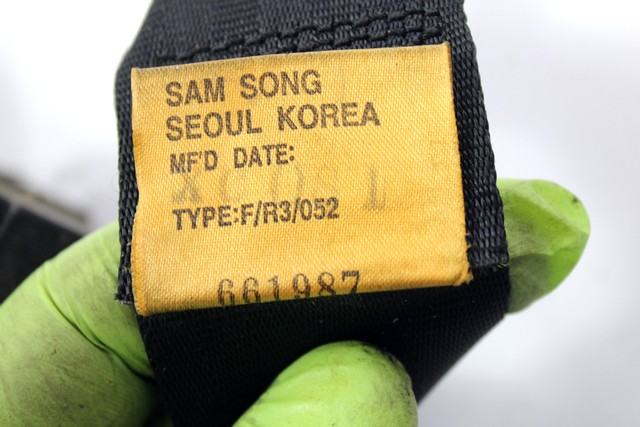 SAM SONG
SEOUL KOREA
MF'D DATE:
TYPE:F/R3/052
661987